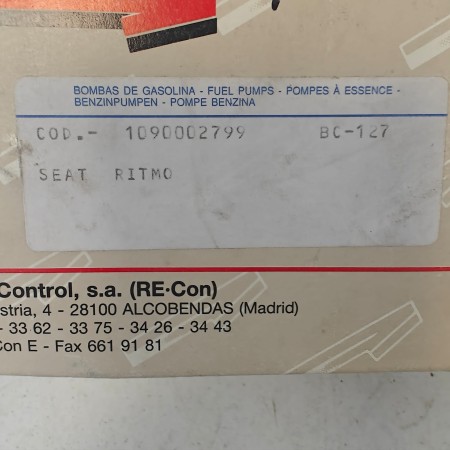 BOMBAS DE GASOLINA - FUEL PUMPS - POMPES À ESSENCE -
BENZINPUMPEN - POMPE BENZINA
COD.- 1090002799 BC-127
SEAT RITMO
Control, s.a. (RE·Con)
stria, 4 - 28100 ALCOBENDAS (Madrid)
- 33 62 - 33 75 - 34 26 - 34 43
Con E - Fax 661 91 81